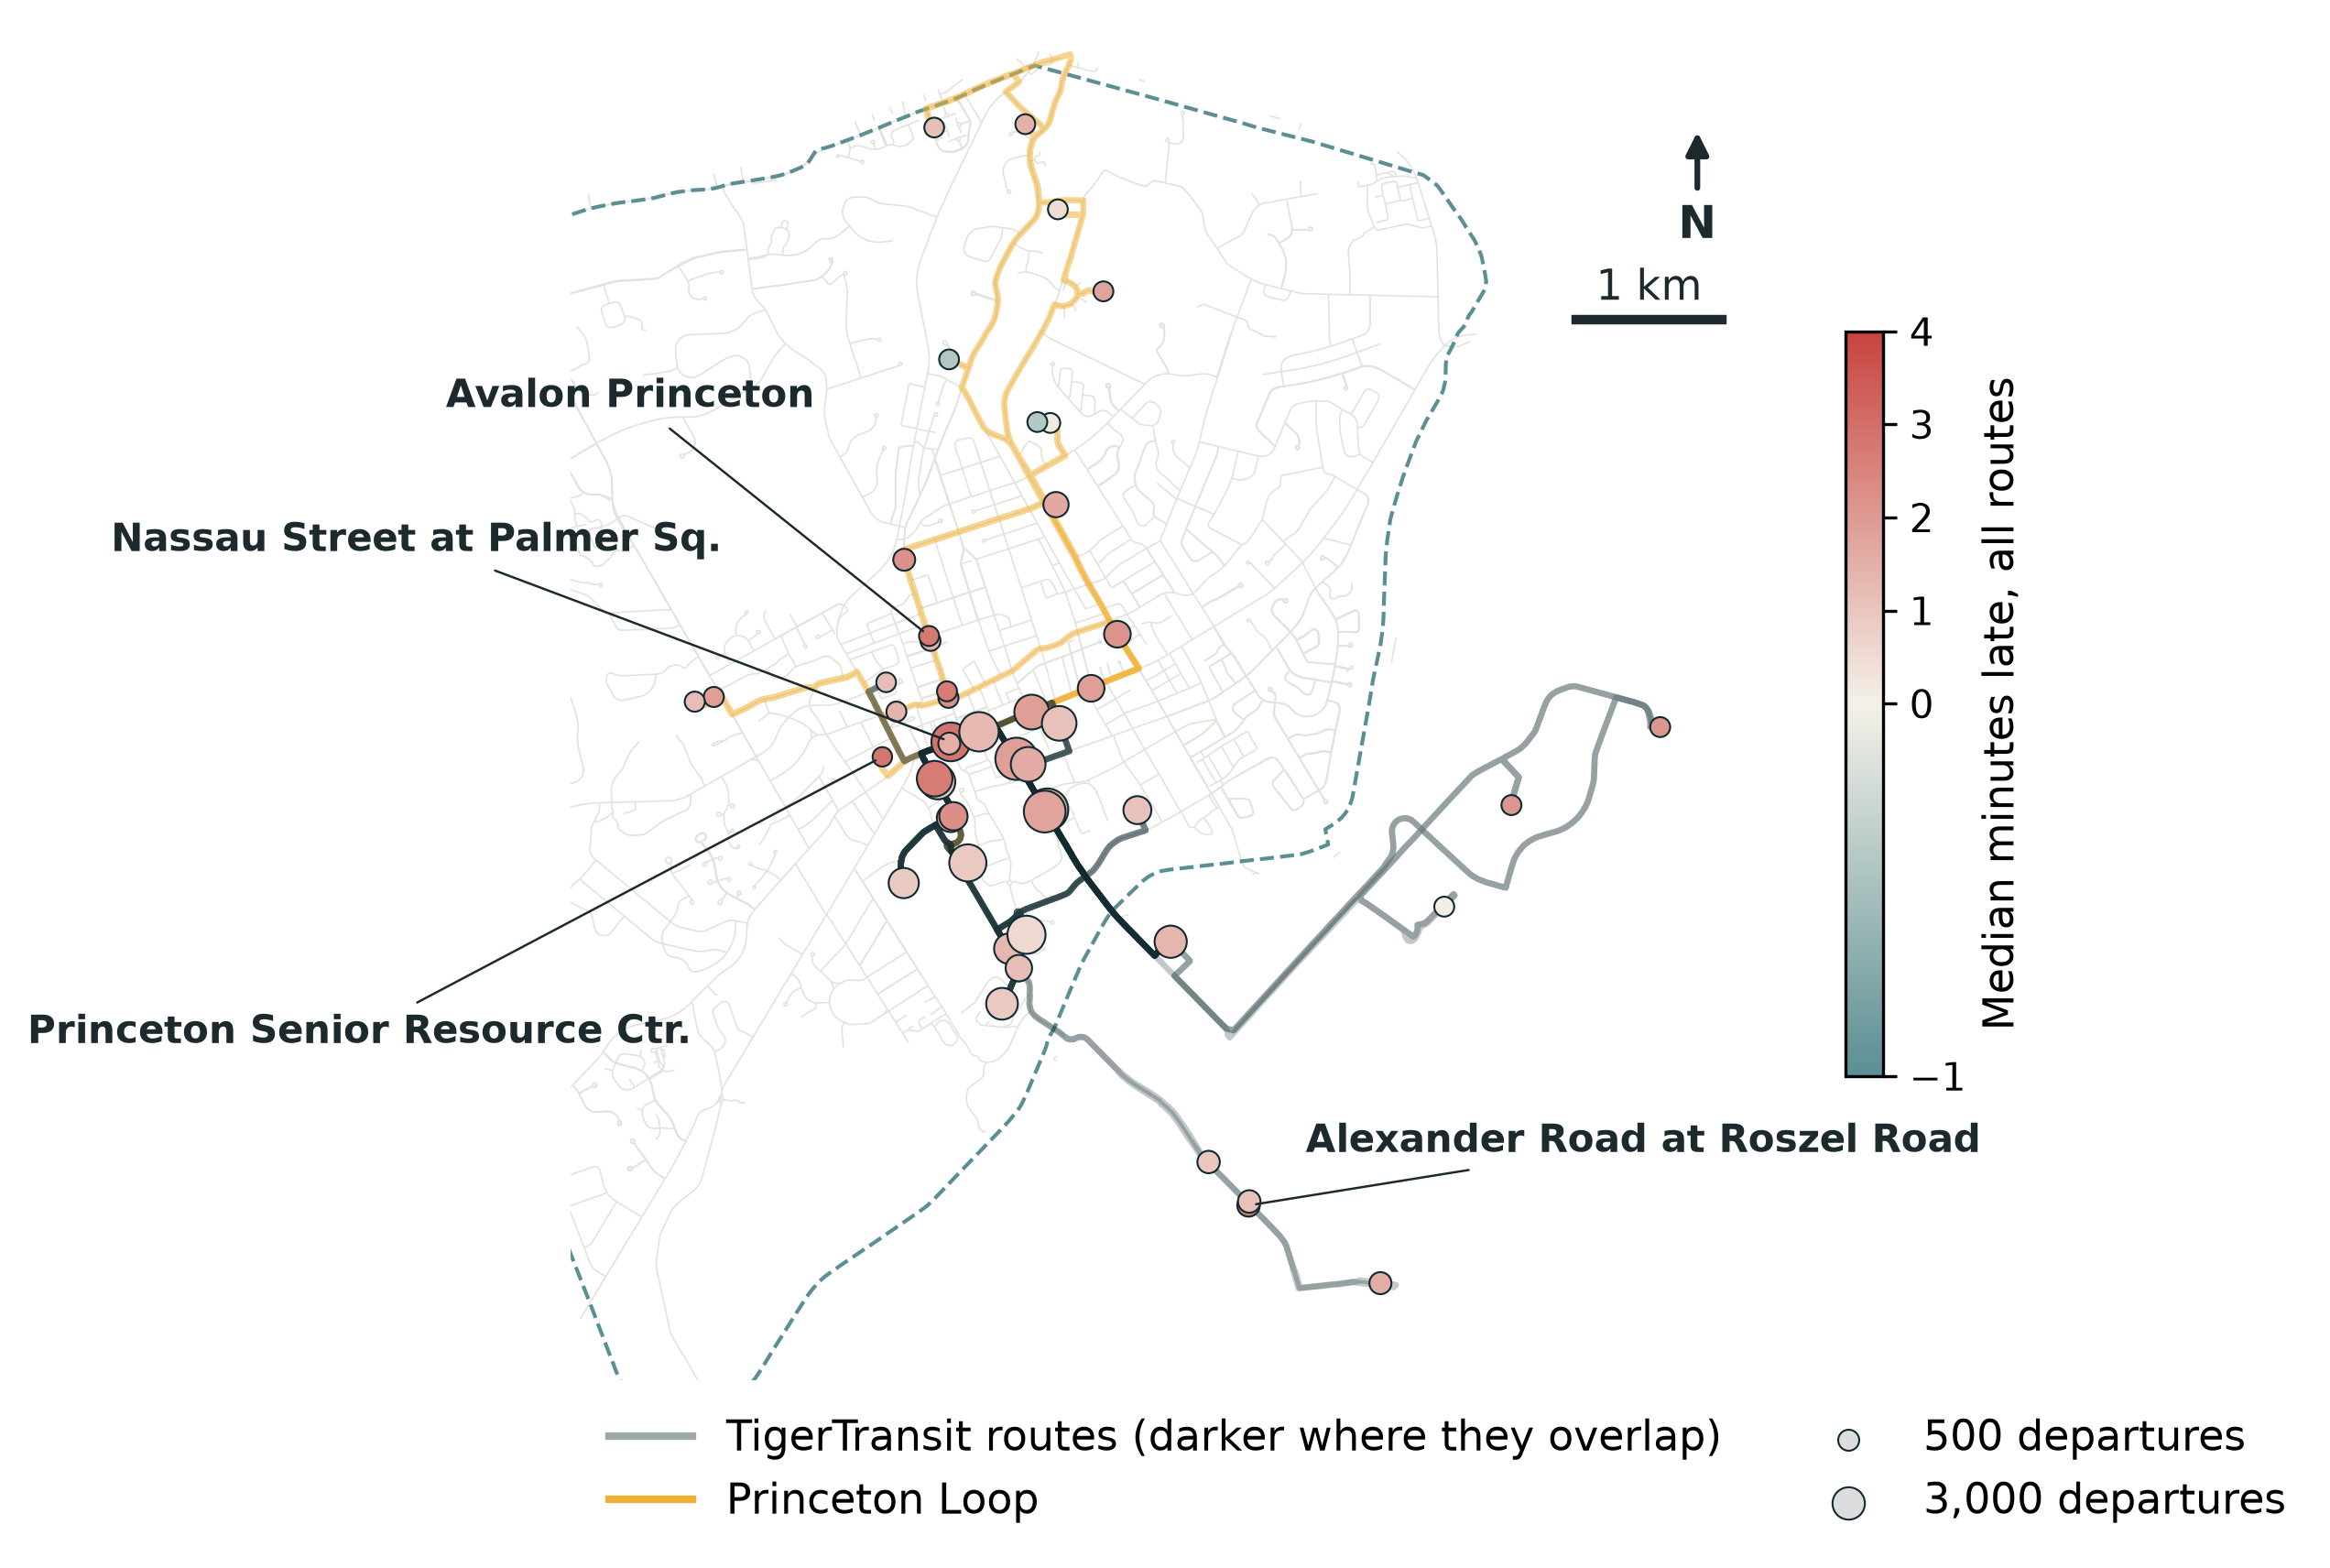 N
1 km
Avalon Princeton
Nassau Street at Palmer Sq.
Princeton Senior Resource Ctr.
Alexander Road at Roszel Road
4
3
2
1
0
−1
Median minutes late, all routes
TigerTransit routes (darker where they overlap)
Princeton Loop
500 departures
3,000 departures